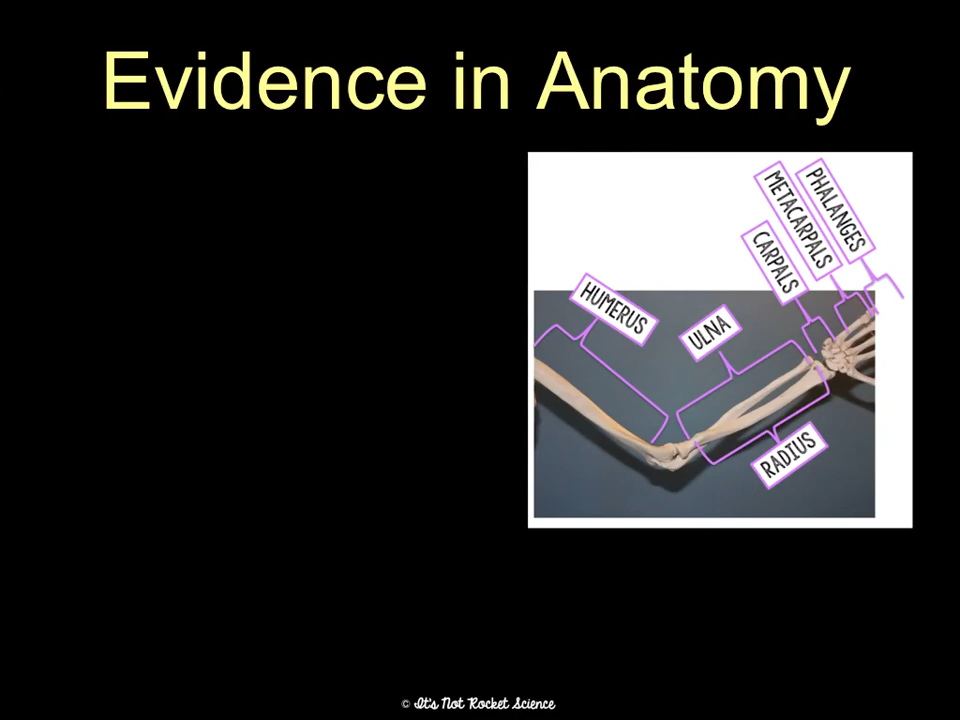 Evidence in Anatomy
PHALANGES
METACARPALS
CARPALS
HUMERUS
ULNA
RADIUS
© It's Not Rocket Science